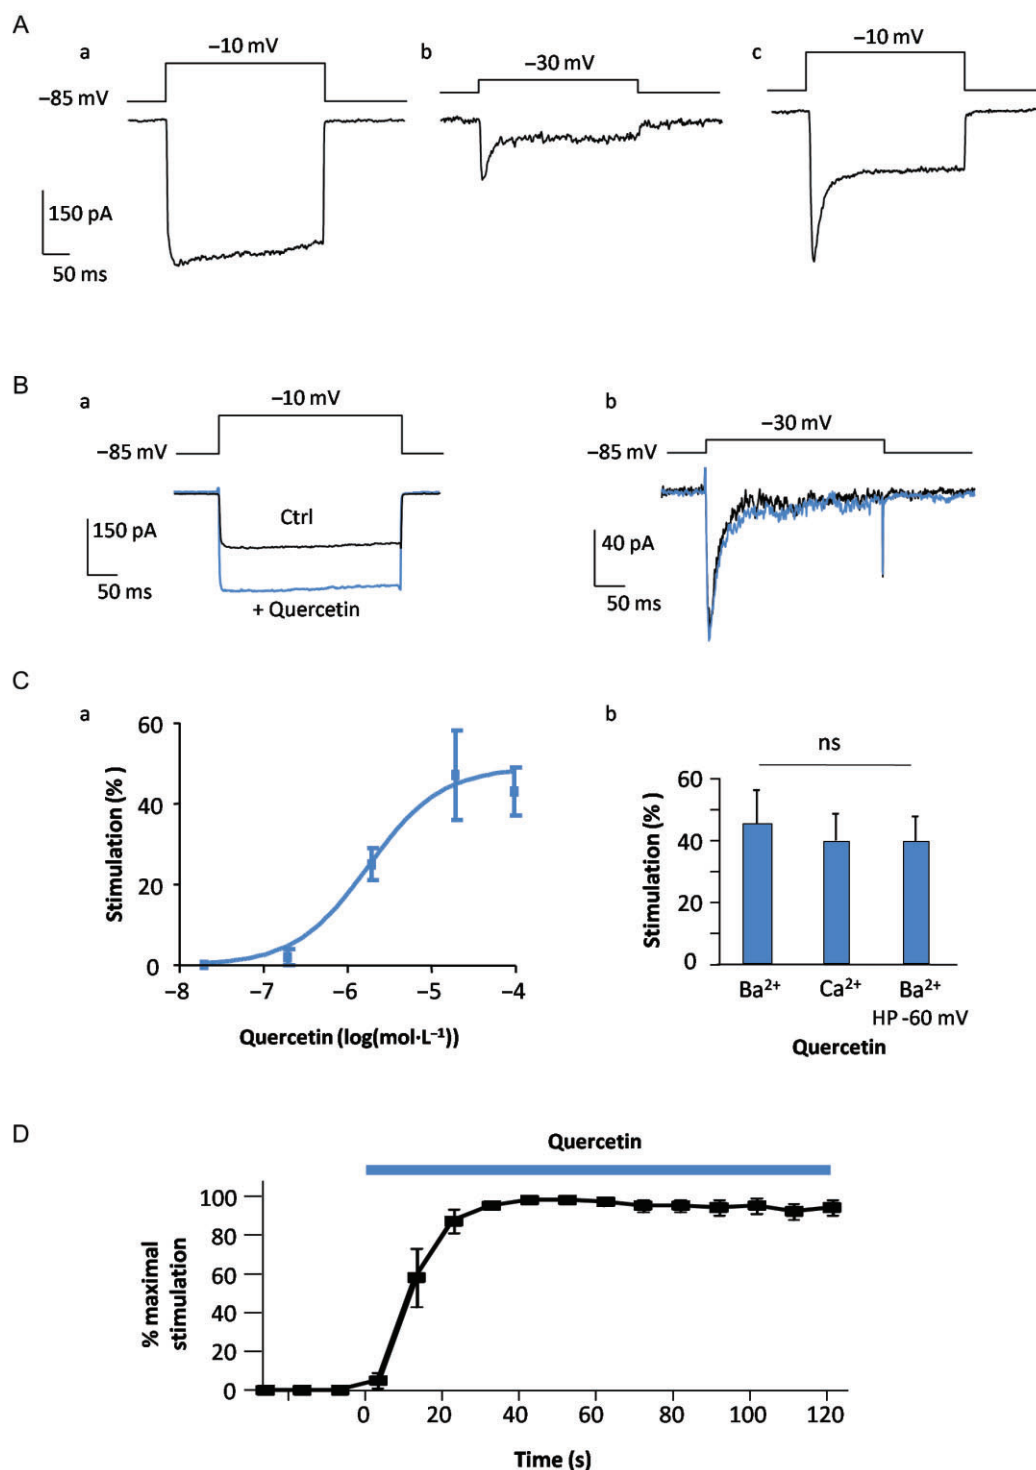 A
a
−10 mV
b
−30 mV
c
−10 mV
−85 mV
150 pA
50 ms
B
a
−10 mV
−85 mV
Ctrl
150 pA
50 ms
+ Quercetin
b
−30 mV
−85 mV
40 pA
50 ms
C
a
Stimulation (% )
60
40
20
0
−8
−7
−6
−5
−4
Quercetin (log(mol·L⁻¹))
b
ns
Stimulation (% )
60
40
20
0
Ba²⁺
Ca²⁺
Ba²⁺
HP -60 mV
Quercetin
D
Quercetin
% maximal
stimulation
100
80
60
40
20
0
0
20
40
60
80
100
120
Time (s)